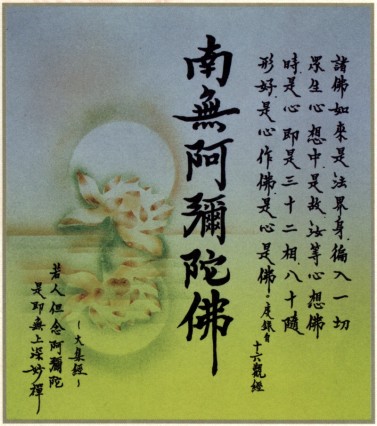 諸佛如來是法界身，徧入一切
眾生心想中是故汝等心想佛
時，是心即是三十二相、八十隨
形好，是心作佛是心是佛！
十六觀經
南無阿彌陀佛
（大集經）
若人但念阿彌陀
是即無上深妙禪